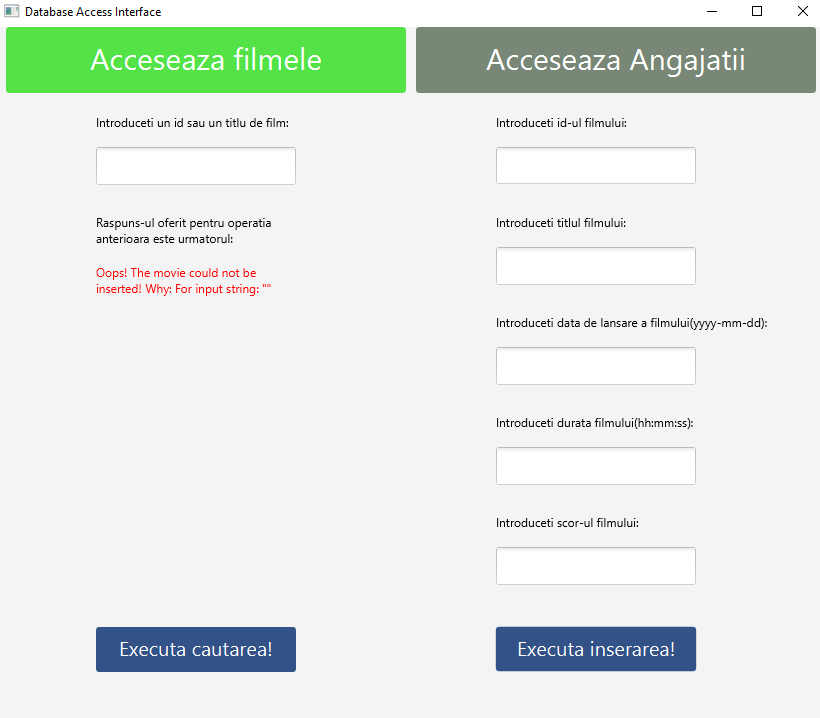 Database Access Interface
Acceseaza filmele
Acceseaza Angajatii
Introduceti un id sau un titlu de film:
Raspuns-ul oferit pentru operatia
anterioara este urmatorul:
Oops! The movie could not be
inserted! Why: For input string: ""
Executa cautarea!
Introduceti id-ul filmului:
Introduceti titlul filmului:
Introduceti data de lansare a filmului(yyyy-mm-dd):
Introduceti durata filmului(hh:mm:ss):
Introduceti scor-ul filmului:
Executa inserarea!